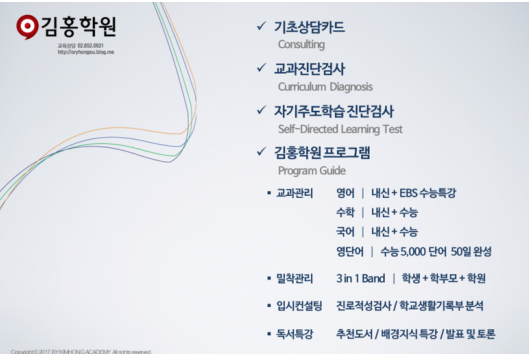 김홍학원
교육상담 02.852.0921
http://oryhongsu.blog.me
✓ 기초상담카드
Consulting
✓ 교과진단검사
Curriculum Diagnosis
✓ 자기주도학습 진단검사
Self-Directed Learning Test
✓ 김홍학원 프로그램
Program Guide
▪ 교과관리 영어 | 내신 + EBS 수능특강
수학 | 내신 + 수능
국어 | 내신 + 수능
영단어 | 수능 5,000 단어 50일 완성
▪ 밀착관리 3 in 1 Band | 학생 + 학부모 + 학원
▪ 입시컨설팅 진로적성검사 / 학교생활기록부 분석
▪ 독서특강 추천도서 / 배경지식 특강 / 발표 및 토론
Copyright © 2017. BY KIMHONG ACADEMY All rights reserved.